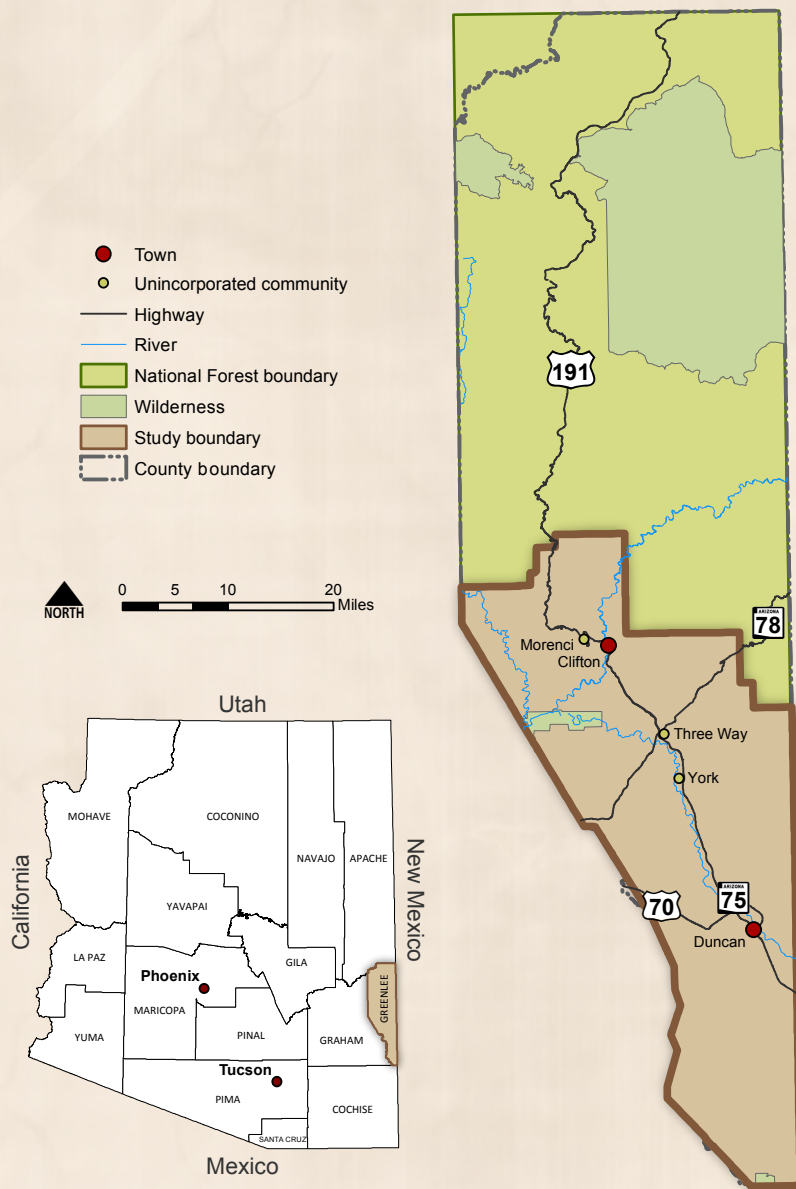 Town
Unincorporated community
Highway
River
National Forest boundary
Wilderness
Study boundary
County boundary
NORTH
0 5 10 20
Miles
191
ARIZONA
78
Morenci
Clifton
Three Way
York
70
ARIZONA
75
Duncan
Utah
California
New Mexico
Mexico
MOHAVE
COCONINO
NAVAJO
APACHE
YAVAPAI
LA PAZ
GILA
Phoenix
MARICOPA
GREENLEE
YUMA
PINAL
GRAHAM
Tucson
PIMA
COCHISE
SANTA CRUZ